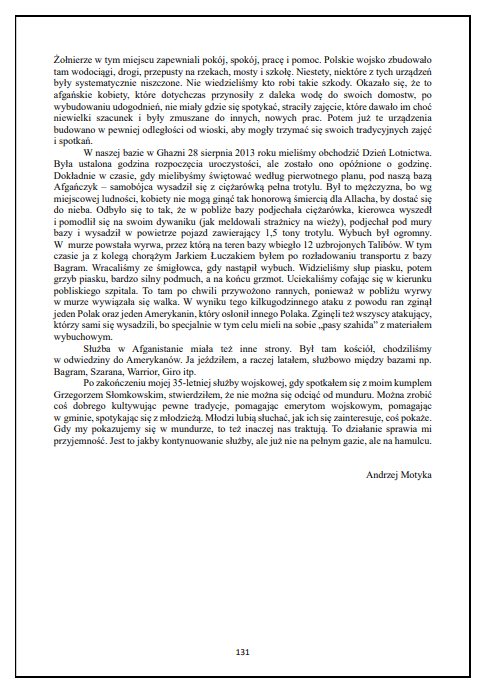 Żołnierze w tym miejscu zapewniali pokój, spokój, pracę i pomoc. Polskie wojsko zbudowało
tam wodociągi, drogi, przepusty na rzekach, mosty i szkołę. Niestety, niektóre z tych urządzeń
były systematycznie niszczone. Nie wiedzieliśmy kto robi takie szkody. Okazało się, że to
afgańskie kobiety, które dotychczas przynosiły z daleka wodę do swoich domostw, po
wybudowaniu udogodnień, nie miały gdzie się spotykać, straciły zajęcie, które dawało im choć
niewielki szacunek i były zmuszane do innych, nowych prac. Potem już te urządzenia
budowano w pewnej odległości od wioski, aby mogły trzymać się swoich tradycyjnych zajęć
i spotkań.
W naszej bazie w Ghazni 28 sierpnia 2013 roku mieliśmy obchodzić Dzień Lotnictwa.
Była ustalona godzina rozpoczęcia uroczystości, ale zostało ono opóźnione o godzinę.
Dokładnie w czasie, gdy mielibyśmy świętować według pierwotnego planu, pod naszą bazą
Afgańczyk – samobójca wysadził się z ciężarówką pełna trotylu. Był to mężczyzna, bo wg
miejscowej ludności, kobiety nie mogą ginąć tak honorową śmiercią dla Allacha, by dostać się
do nieba. Odbyło się to tak, że w pobliże bazy podjechała ciężarówka, kierowca wyszedł
i pomodlił się na swoim dywaniku (jak meldowali strażnicy na wieży), podjechał pod mury
bazy i wysadził w powietrze pojazd zawierający 1,5 tony trotylu. Wybuch był ogromny.
W murze powstała wyrwa, przez którą na teren bazy wbiegło 12 uzbrojonych Talibów. W tym
czasie ja z kolegą chorążym Jarkiem Łuczakiem byłem po rozładowaniu transportu z bazy
Bagram. Wracaliśmy ze śmigłowca, gdy nastąpił wybuch. Widzieliśmy słup piasku, potem
grzyb piasku, bardzo silny podmuch, a na końcu grzmot. Uciekaliśmy cofając się w kierunku
pobliskiego szpitala. To tam po chwili przywożono rannych, ponieważ w pobliżu wyrwy
w murze wywiązała się walka. W wyniku tego kilkugodzinnego ataku z powodu ran zginął
jeden Polak oraz jeden Amerykanin, który osłonił innego Polaka. Zginęli też wszyscy atakujący,
którzy sami się wysadzili, bo specjalnie w tym celu mieli na sobie „pasy szahida” z materiałem
wybuchowym.
Służba w Afganistanie miała też inne strony. Był tam kościół, chodziliśmy
w odwiedziny do Amerykanów. Ja jeździłem, a raczej latałem, służbowo między bazami np.
Bagram, Szarana, Warrior, Giro itp.
Po zakończeniu mojej 35-letniej służby wojskowej, gdy spotkałem się z moim kumplem
Grzegorzem Słomkowskim, stwierdziłem, że nie można się odciąć od munduru. Można zrobić
coś dobrego kultywując pewne tradycje, pomagając emerytom wojskowym, pomagając
w gminie, spotykając się z młodzieżą. Młodzi lubią słuchać, jak ich się zainteresuje, coś pokaże.
Gdy my pokazujemy się w mundurze, to też inaczej nas traktują. To działanie sprawia mi
przyjemność. Jest to jakby kontynuowanie służby, ale już nie na pełnym gazie, ale na hamulcu.
Andrzej Motyka
131